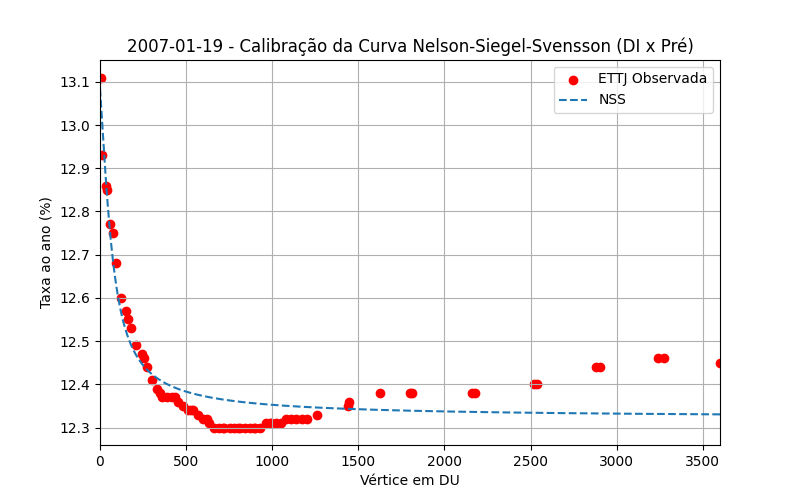 2007-01-19 - Calibração da Curva Nelson-Siegel-Svensson (DI x Pré)
ETTJ Observada
NSS
Taxa ao ano (%)
13.1
13.0
12.9
12.8
12.7
12.6
12.5
12.4
12.3
0 500 1000 1500 2000 2500 3000 3500
Vértice em DU